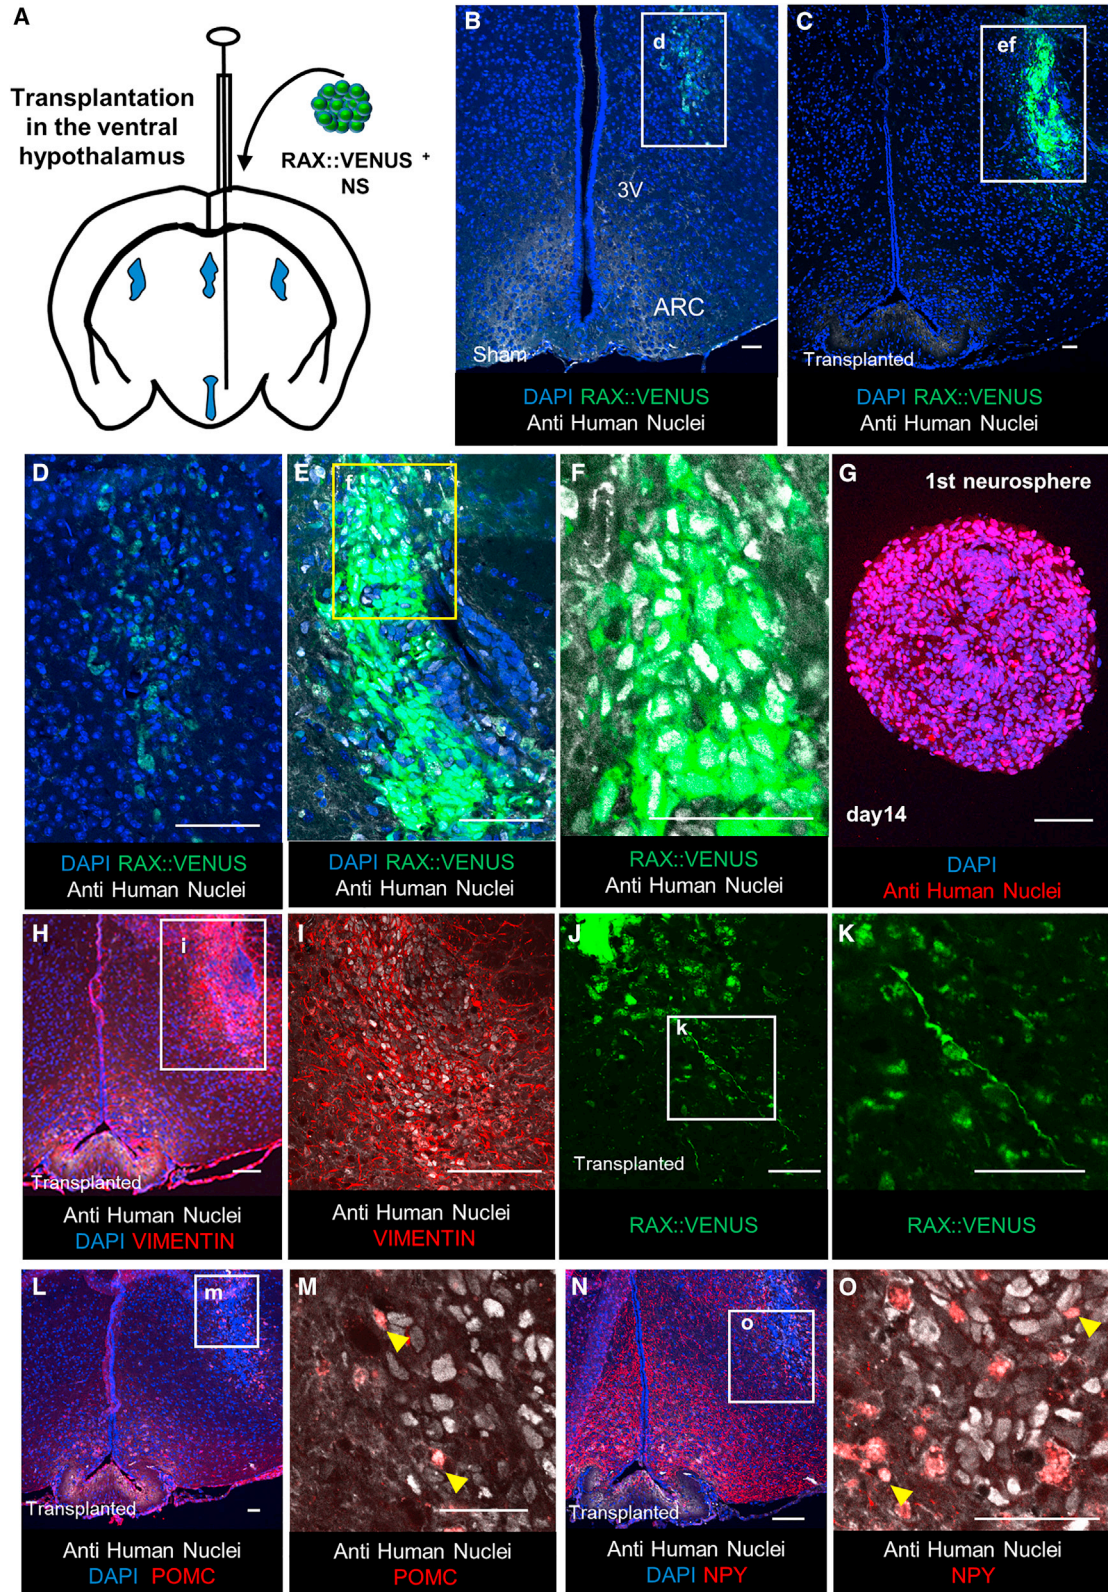 A
Transplantation
in the ventral
hypothalamus
RAX::VENUS +
NS
B
d
3V
ARC
Sham
DAPI RAX::VENUS
Anti Human Nuclei
C
ef
Transplanted
DAPI RAX::VENUS
Anti Human Nuclei
D
DAPI RAX::VENUS
Anti Human Nuclei
E
f
DAPI RAX::VENUS
Anti Human Nuclei
F
RAX::VENUS
Anti Human Nuclei
G
1st neurosphere
day14
DAPI
Anti Human Nuclei
H
i
Transplanted
Anti Human Nuclei
DAPI VIMENTIN
I
Anti Human Nuclei
VIMENTIN
J
k
Transplanted
RAX::VENUS
K
RAX::VENUS
L
m
Transplanted
Anti Human Nuclei
DAPI POMC
M
Anti Human Nuclei
POMC
N
o
Transplanted
Anti Human Nuclei
DAPI NPY
O
Anti Human Nuclei
NPY